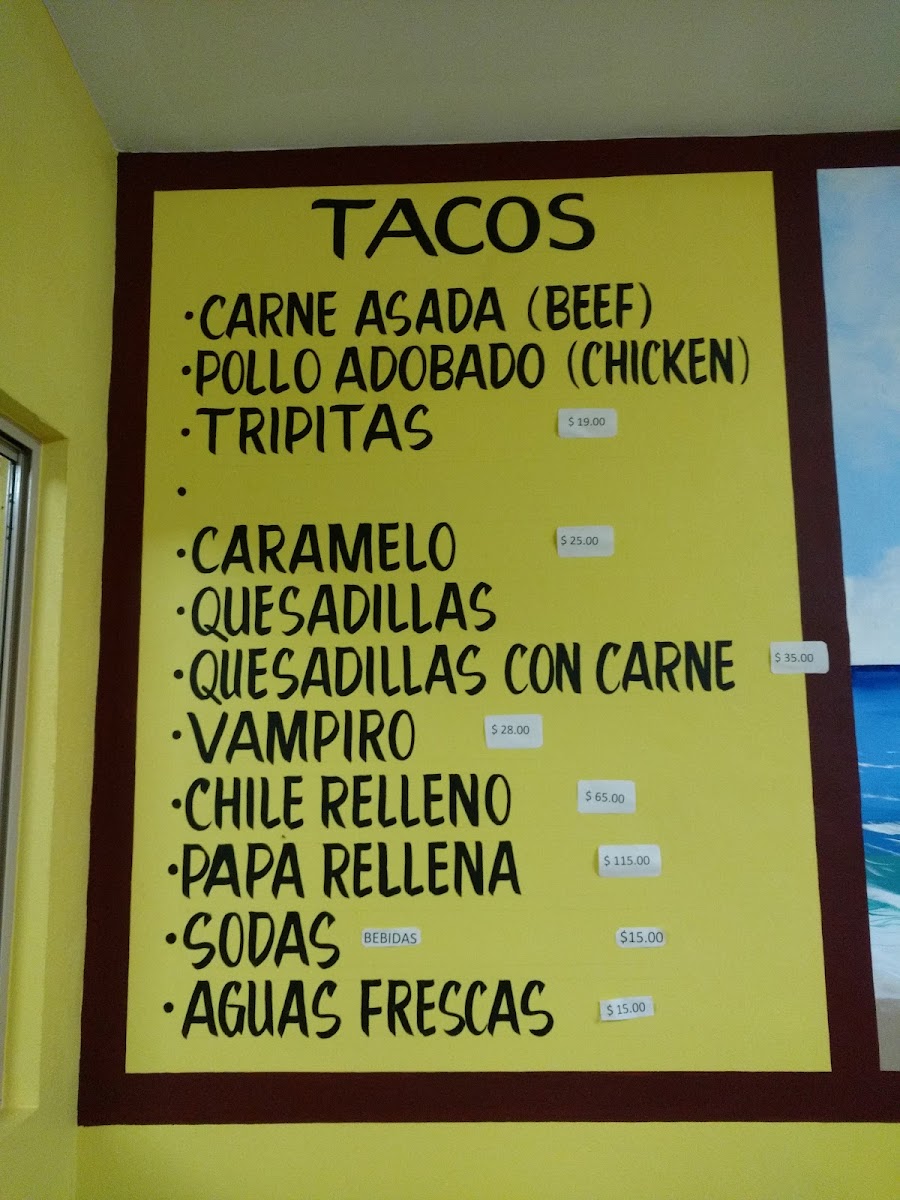 TACOS
·CARNE ASADA (BEEF)
·POLLO ADOBADO (CHICKEN)
·TRIPITAS $ 19.00
·
·CARAMELO $ 25.00
·QUESADILLAS
·QUESADILLAS CON CARNE $ 35.00
·VAMPIRO $ 28.00
·CHILE RELLENO $ 65.00
·PAPA RELLENA $ 115.00
·SODAS BEBIDAS $15.00
·AGUAS FRESCAS $ 15.00